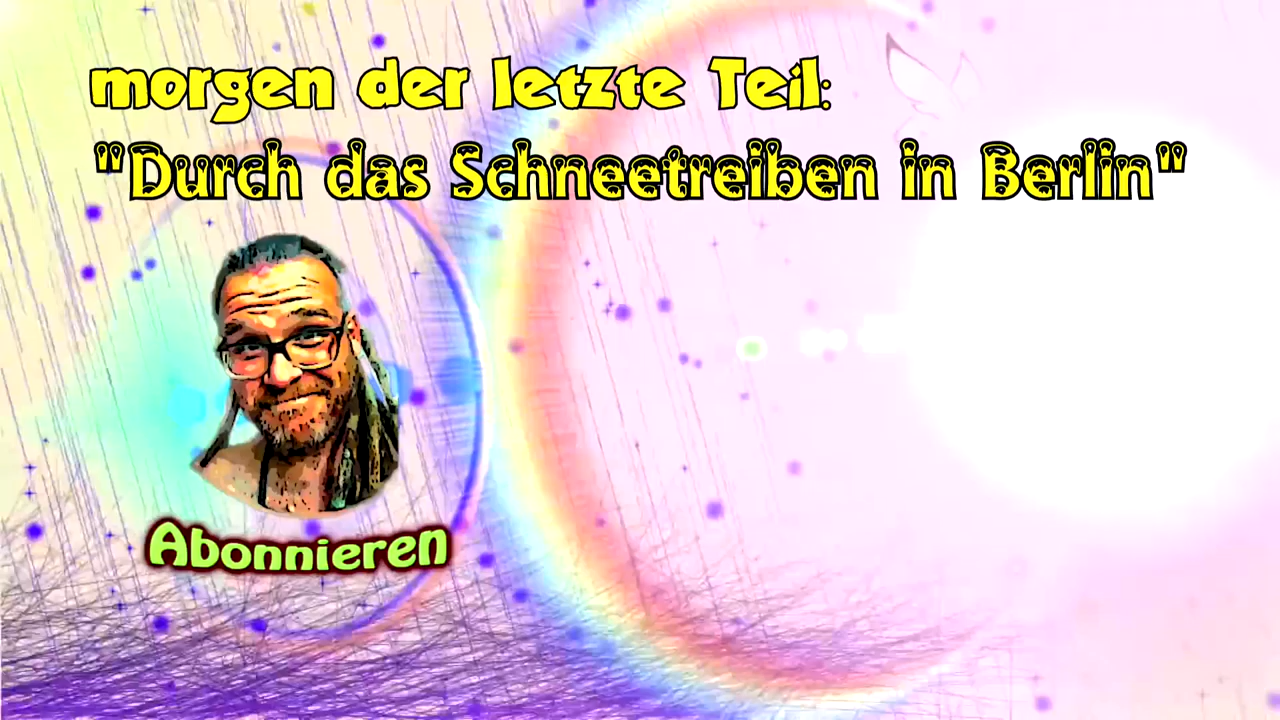 morgen der letzte Teil:
"Durch das Schneetreiben in Berlin"
Abonnieren